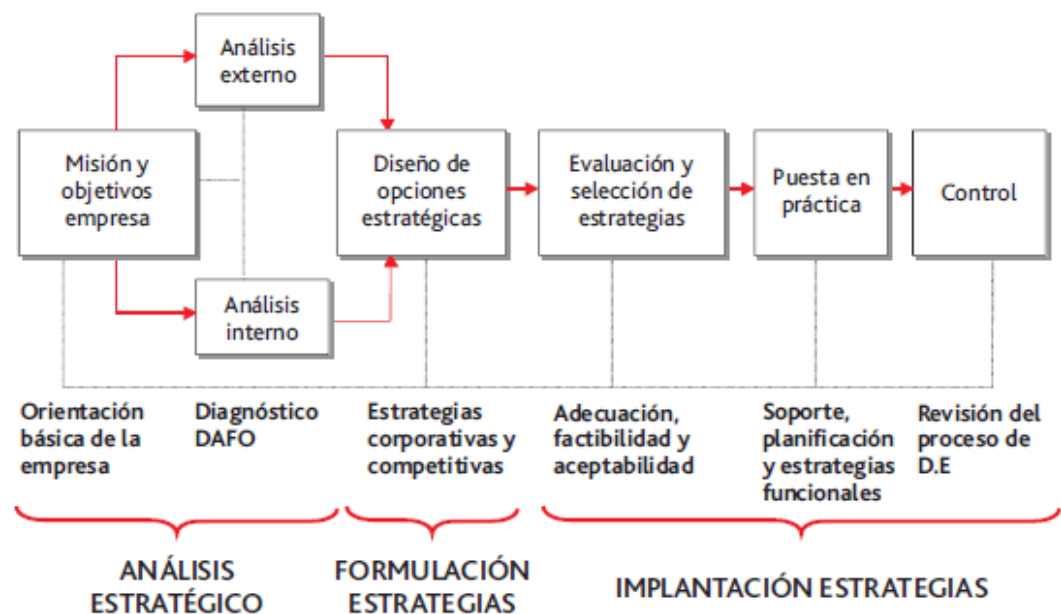 Análisis
externo
Misión y
objetivos
empresa
Análisis
interno
Diseño de
opciones
estratégicas
Evaluación y
selección de
estrategias
Puesta en
práctica
Control
Orientación
básica de la
empresa
Diagnóstico
DAFO
Estrategias
corporativas y
competitivas
Adecuación,
factibilidad y
aceptabilidad
Soporte,
planificación
y estrategias
funcionales
Revisión del
proceso de
D.E
ANÁLISIS
ESTRATÉGICO
FORMULACIÓN
ESTRATEGIAS
IMPLANTACIÓN ESTRATEGIAS